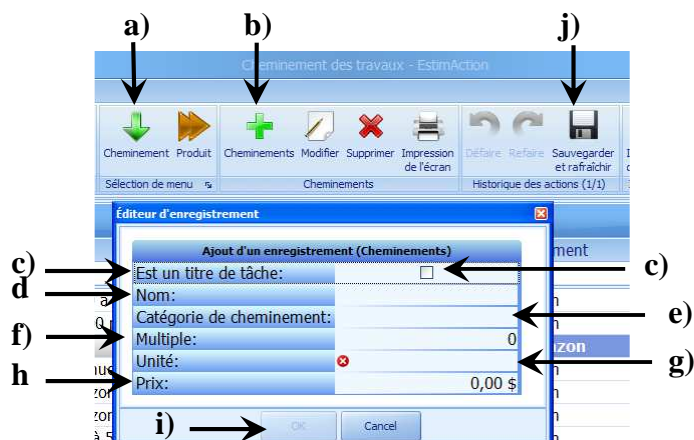 a) b) j)
Cheminement des travaux - EstimAction
Cheminement Produit Cheminements Modifier Supprimer Impression de l'écran Défaire Refaire Sauvegarder et rafraîchir
Sélection de menu Cheminements Historique des actions (1/1)
Éditeur d'enregistrement
Ajout d'un enregistrement (Cheminements)
c) Est un titre de tâche: c)
d Nom:
Catégorie de cheminement: e)
f) Multiple: 0
Unité: g)
h Prix: 0,00 $
i) OK Cancel